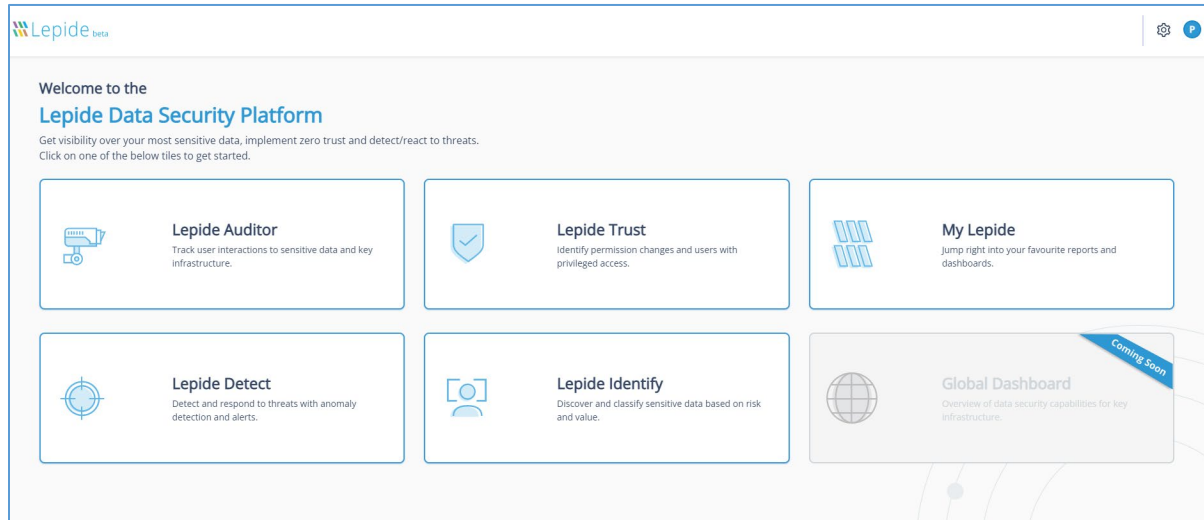 Lepide beta
P
Welcome to the
Lepide Data Security Platform
Get visibility over your most sensitive data, implement zero trust and detect/react to threats.
Click on one of the below tiles to get started.
Lepide Auditor
Track user interactions to sensitive data and key
infrastructure.
Lepide Trust
Identify permission changes and users with
privileged access.
My Lepide
Jump right into your favourite reports and
dashboards.
Lepide Detect
Detect and respond to threats with anomaly
detection and alerts.
Lepide Identify
Discover and classify sensitive data based on risk
and value.
Coming Soon
Global Dashboard
Overview of data security capabilities for key
infrastructure.